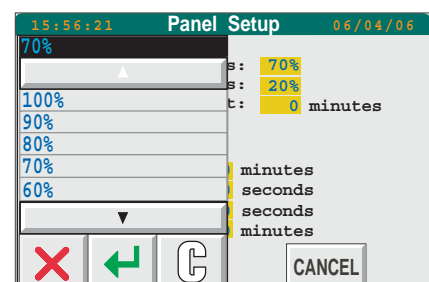 15:56:21 Panel Setup 06/04/06
70%
s: 70%
s: 20%
t: 0 minutes
100%
90%
80%
70%
60%
minutes
seconds
seconds
minutes
C
CANCEL